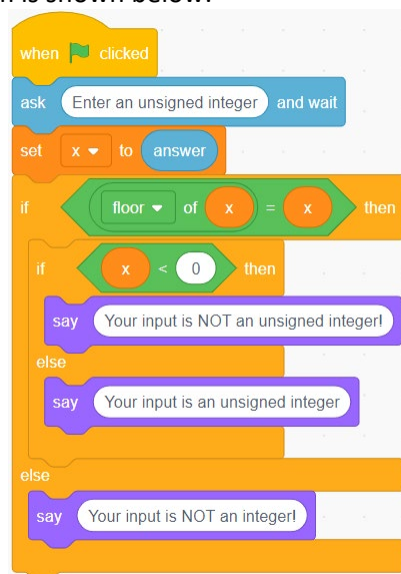 when clicked
ask Enter an unsigned integer and wait
set x to answer
if floor of x = x then
if x < 0 then
say Your input is NOT an unsigned integer!
else
say Your input is an unsigned integer
else
say Your input is NOT an integer!